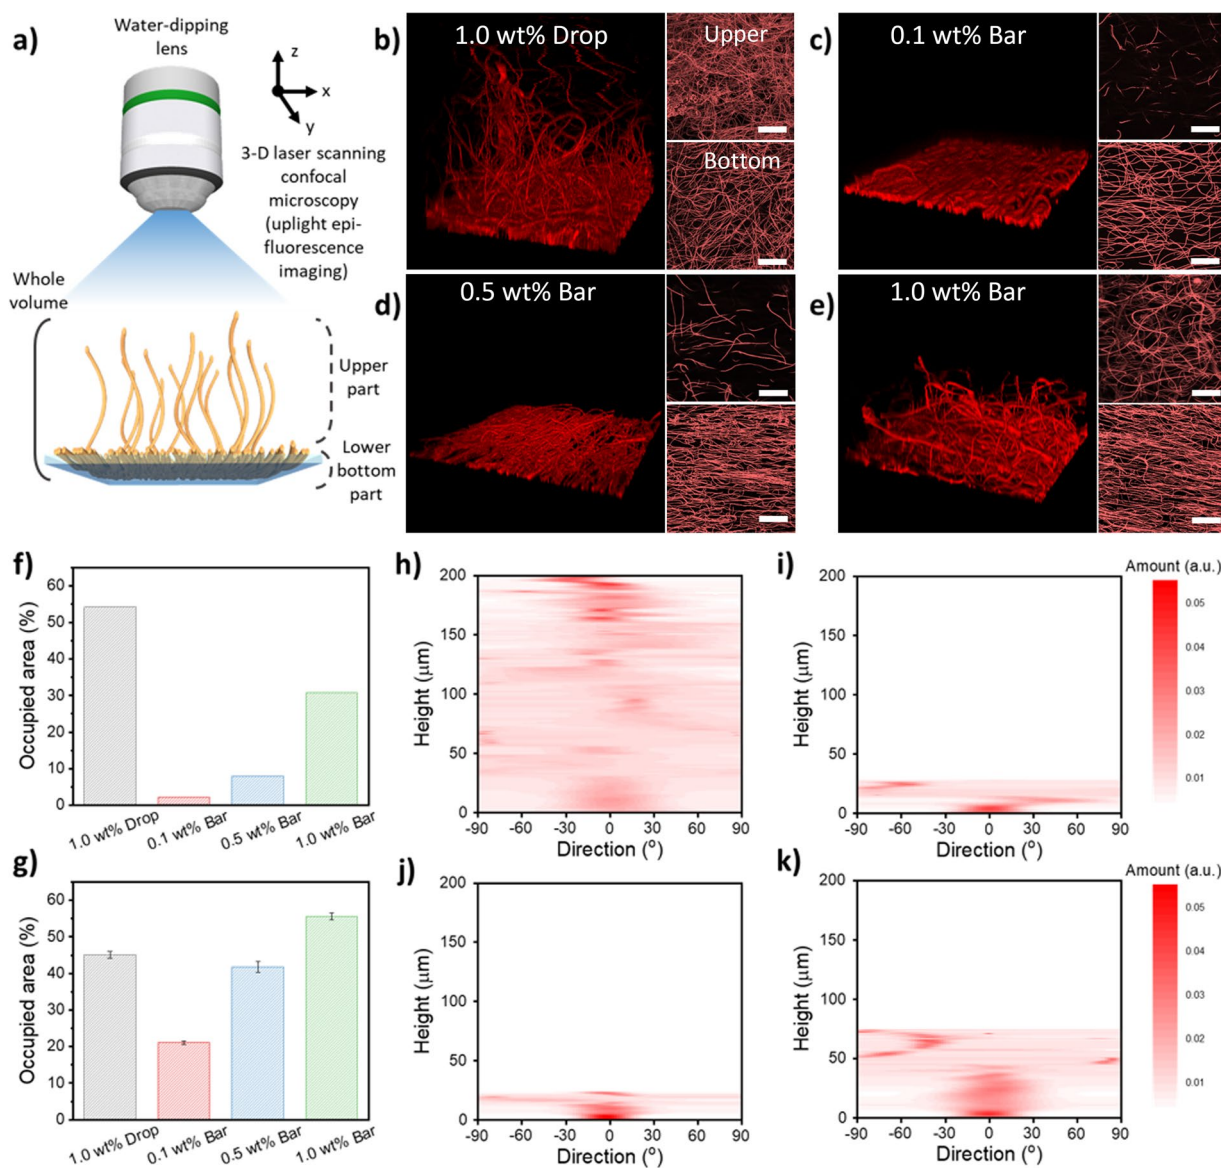 a)
Water-dipping
lens
z
x
y
3-D laser scanning
confocal
microscopy
(uplight epi-
fluorescence
imaging)
Whole
volume
Upper
part
Lower
bottom
part
b)
1.0 wt% Drop
Upper
Bottom
c)
0.1 wt% Bar
d)
0.5 wt% Bar
e)
1.0 wt% Bar
f)
Occupied area (%)
60
50
40
30
20
10
0
1.0 wt% Drop
0.1 wt% Bar
0.5 wt% Bar
1.0 wt% Bar
g)
Occupied area (%)
60
50
40
30
20
10
0
1.0 wt% Drop
0.1 wt% Bar
0.5 wt% Bar
1.0 wt% Bar
h)
Height (μm)
200
150
100
50
0
-90 -60 -30 0 30 60 90
Direction (º)
i)
Height (μm)
200
150
100
50
0
-90 -60 -30 0 30 60 90
Direction (º)
Amount (a.u.)
0.05
0.04
0.03
0.02
0.01
j)
Height (μm)
200
150
100
50
0
-90 -60 -30 0 30 60 90
Direction (º)
k)
Height (μm)
200
150
100
50
0
-90 -60 -30 0 30 60 90
Direction (º)
Amount (a.u.)
0.05
0.04
0.03
0.02
0.01